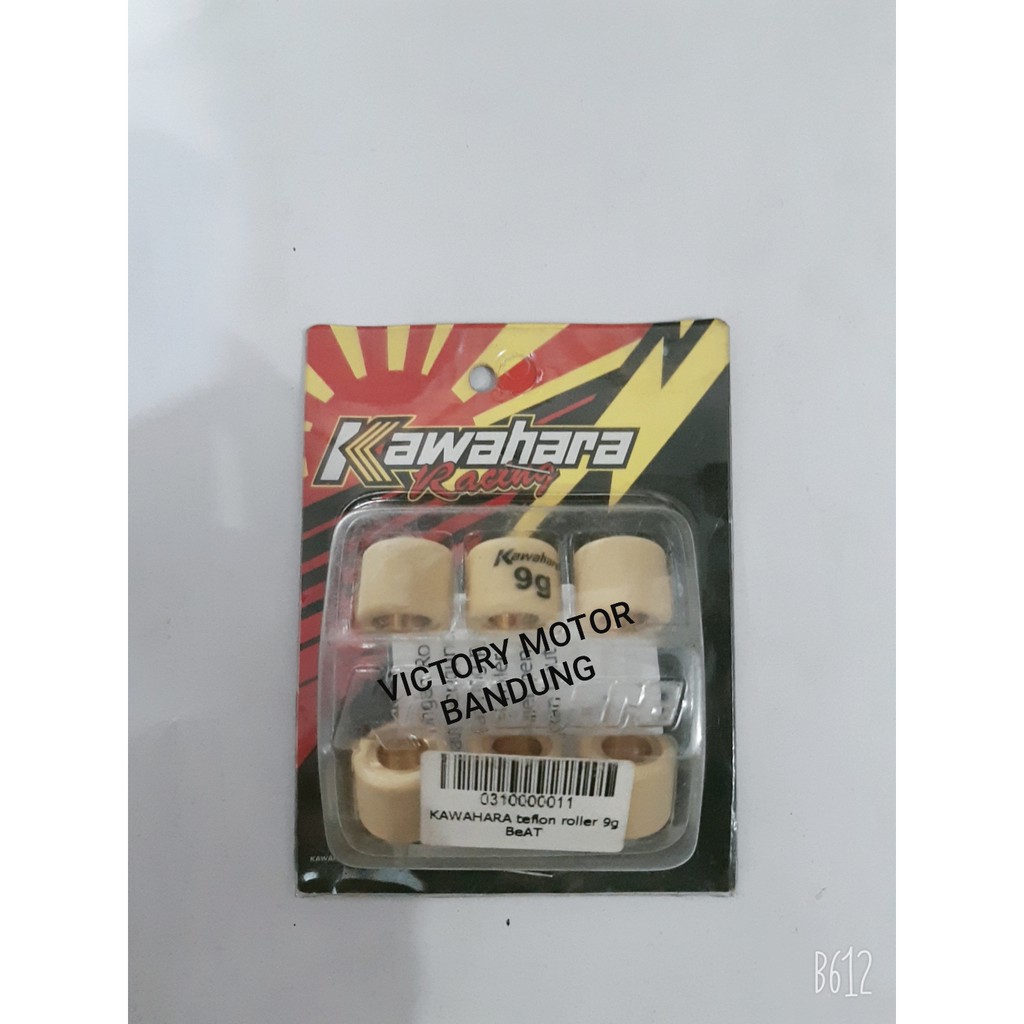 Kawahara
Racing
Kawahara
9g
VICTORY MOTOR
BANDUNG
0310000011
KAWAHARA teflon roller 9g
BeAT
B612